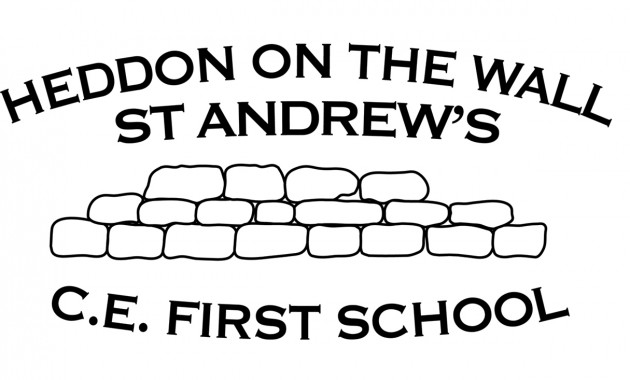 HEDDON ON THE WALL
ST ANDREW'S
C.E. FIRST SCHOOL